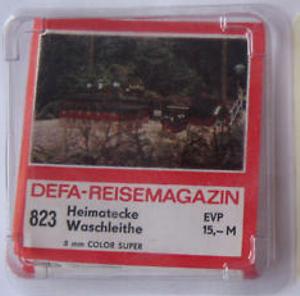 DEFA-REISEMAGAZIN
823 Heimatecke EVP
Waschleithe 15,-M
8 mm COLOR SUPER